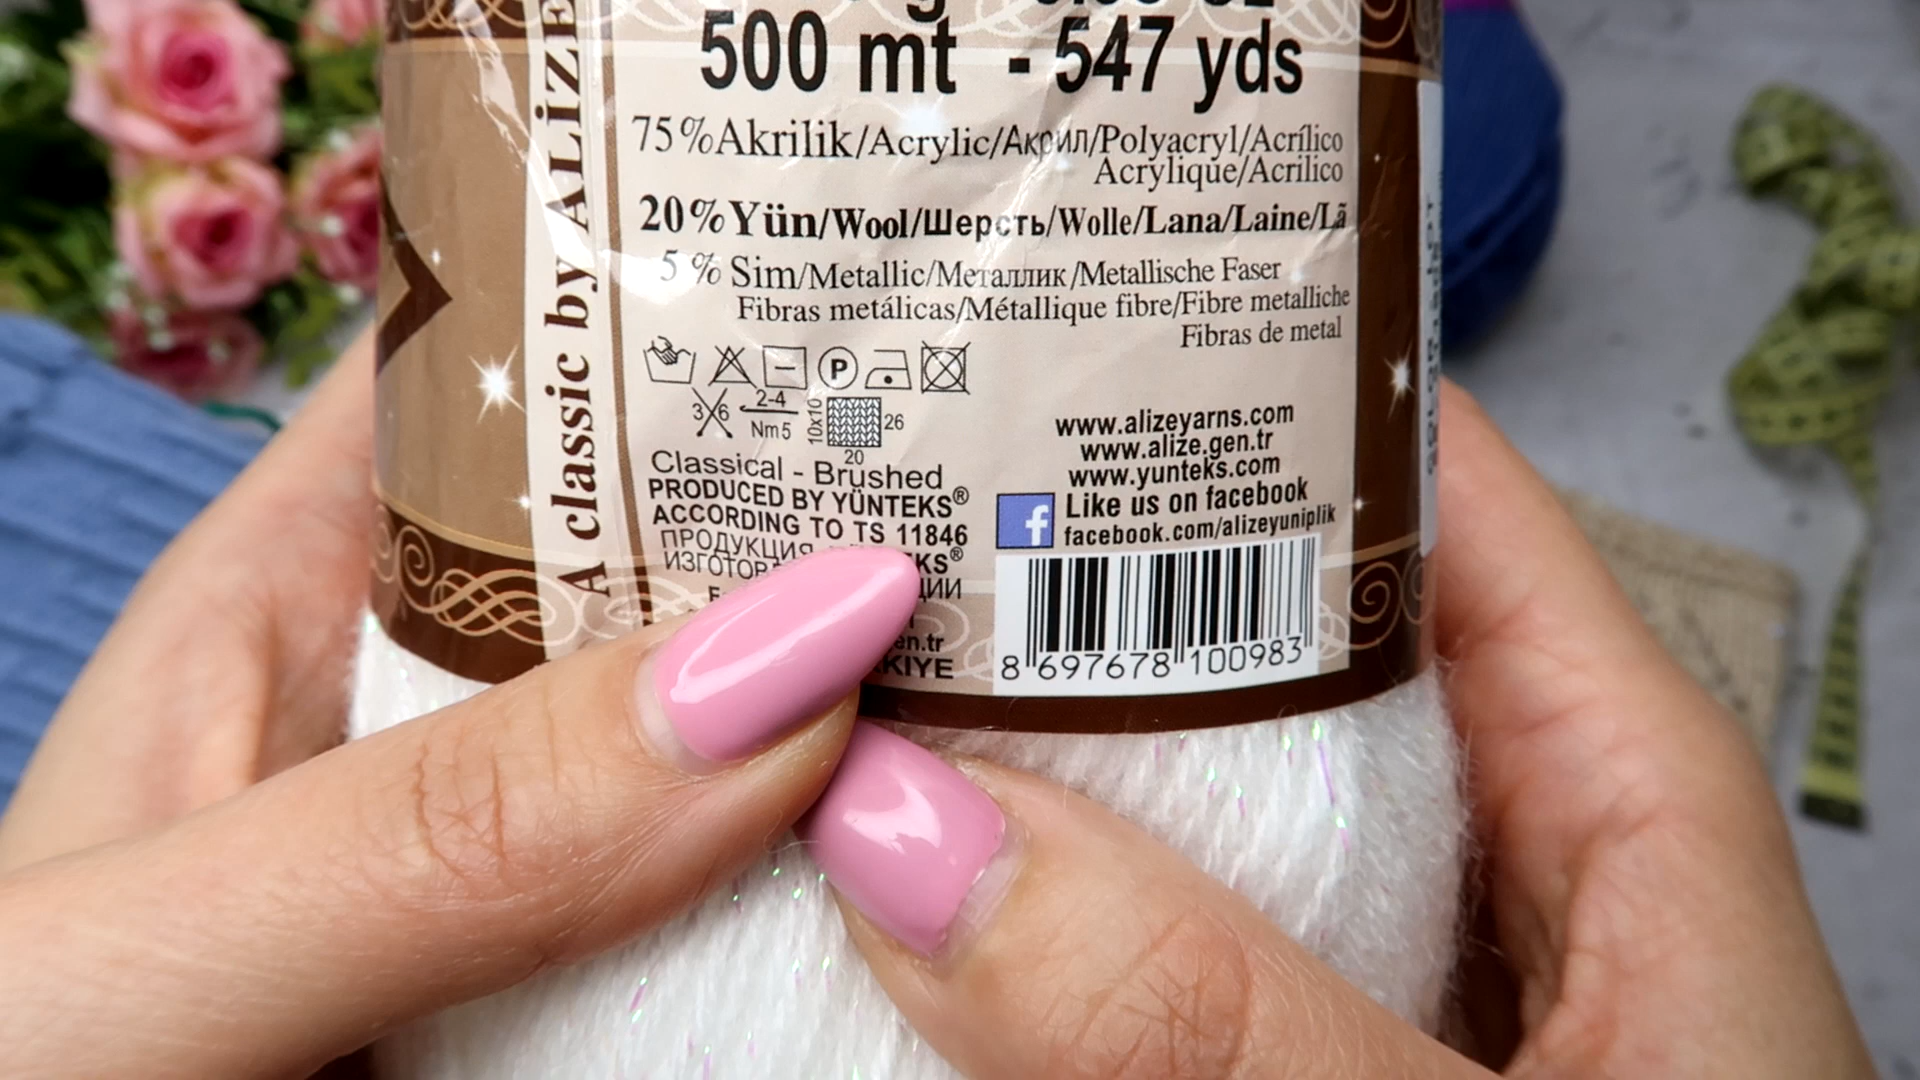 A classic by ALİZE
500 mt - 547 yds
75%Akrilik/Acrylic/Акрил/Polyacryl/Acrílico
Acrylique/Acrilico
20%Yün/Wool/Шерсть/Wolle/Lana/Laine/Lã
5 % Sim/Metallic/Металлик/Metallische Faser
Fibras metálicas/Métallique fibre/Fibre metalliche
Fibras de metal
P
3 6 2-4 Nm5 10x10 26
20
Classical - Brushed
PRODUCED BY YÜNTEKS®
ACCORDING TO TS 11846
ПРОДУКЦИЯ
www.alizeyarns.com
www.alize.gen.tr
www.yunteks.com
f Like us on facebook
facebook.com/alizeyuniplik
8 697678 100983